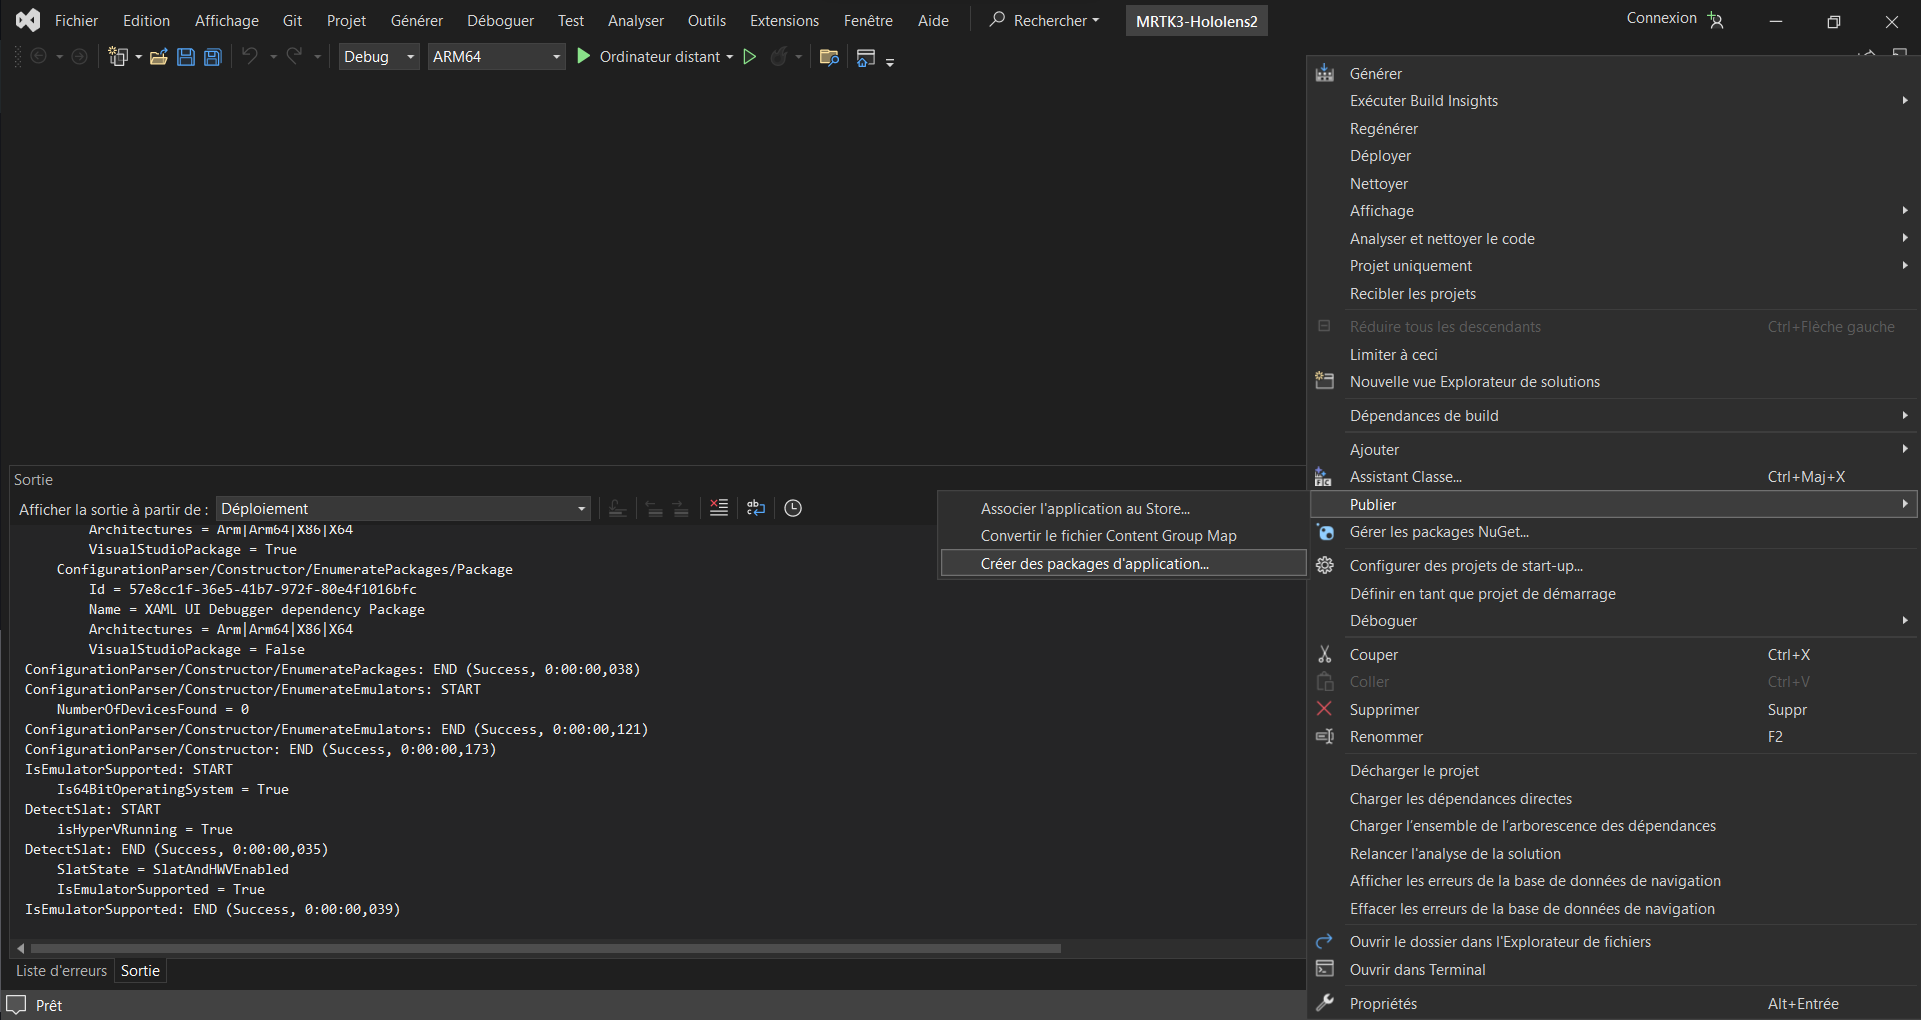 Fichier Edition Affichage Git Projet Générer Déboguer Test Analyser Outils Extensions Fenêtre Aide Rechercher MRTK3-Hololens2 Connexion
Debug ARM64 Ordinateur distant
Générer
Exécuter Build Insights
Regénérer
Déployer
Nettoyer
Affichage
Analyser et nettoyer le code
Projet uniquement
Recibler les projets
Réduire tous les descendants Ctrl+Flèche gauche
Limiter à ceci
Nouvelle vue Explorateur de solutions
Dépendances de build
Ajouter
Assistant Classe... Ctrl+Maj+X
Publier
Gérer les packages NuGet...
Configurer des projets de start-up...
Définir en tant que projet de démarrage
Déboguer
Couper Ctrl+X
Coller Ctrl+V
Supprimer Suppr
Renommer F2
Décharger le projet
Charger les dépendances directes
Charger l’ensemble de l’arborescence des dépendances
Relancer l'analyse de la solution
Afficher les erreurs de la base de données de navigation
Effacer les erreurs de la base de données de navigation
Ouvrir le dossier dans l'Explorateur de fichiers
Ouvrir dans Terminal
Propriétés Alt+Entrée
Associer l'application au Store...
Convertir le fichier Content Group Map
Créer des packages d'application...
Sortie
Afficher la sortie à partir de : Déploiement
Architectures = Arm|Arm64|X86|X64
VisualStudioPackage = True
ConfigurationParser/Constructor/EnumeratePackages/Package
Id = 57e8cc1f-36e5-41b7-972f-80e4f1016bfc
Name = XAML UI Debugger dependency Package
Architectures = Arm|Arm64|X86|X64
VisualStudioPackage = False
ConfigurationParser/Constructor/EnumeratePackages: END (Success, 0:00:00,038)
ConfigurationParser/Constructor/EnumerateEmulators: START
NumberOfDevicesFound = 0
ConfigurationParser/Constructor/EnumerateEmulators: END (Success, 0:00:00,121)
ConfigurationParser/Constructor: END (Success, 0:00:00,173)
IsEmulatorSupported: START
Is64BitOperatingSystem = True
DetectSlat: START
isHyperVRunning = True
DetectSlat: END (Success, 0:00:00,035)
SlatState = SlatAndHWVEnabled
IsEmulatorSupported = True
IsEmulatorSupported: END (Success, 0:00:00,039)
Liste d'erreurs Sortie
Prêt